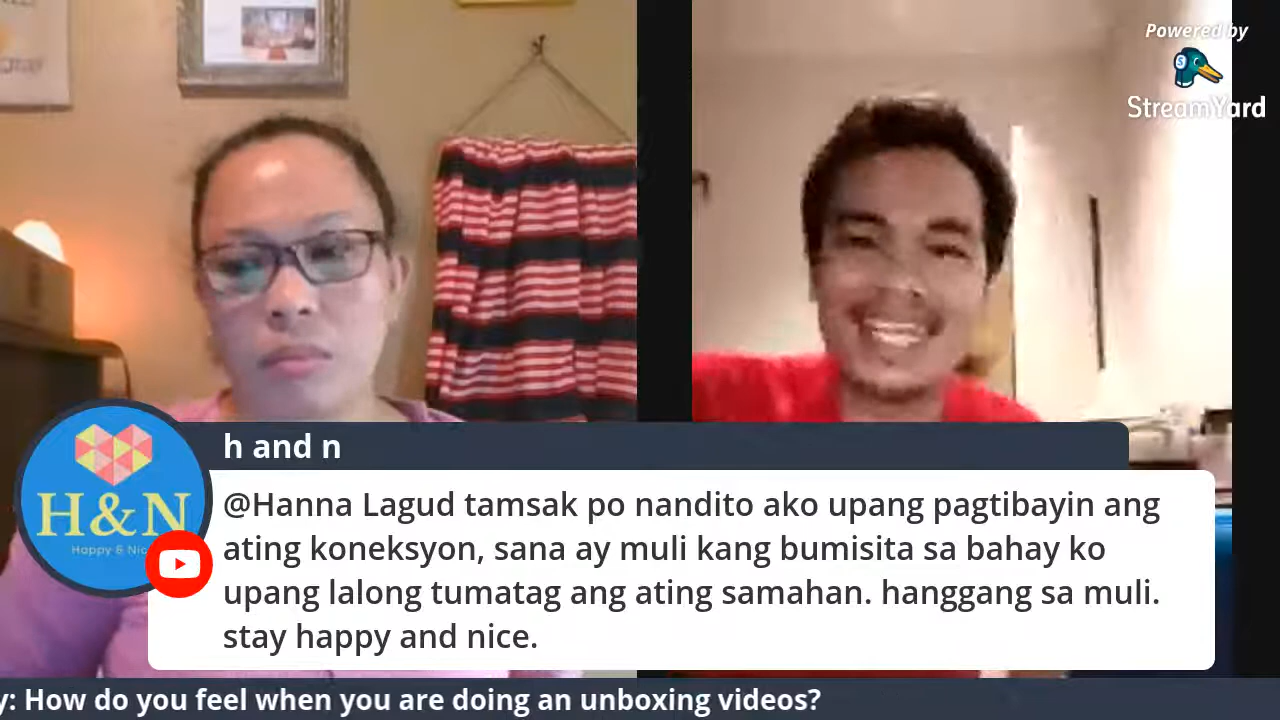 Powered by
StreamYard
h and n
@Hanna Lagud tamsak po nandito ako upang pagtibayin ang
ating koneksyon, sana ay muli kang bumisita sa bahay ko
upang lalong tumatag ang ating samahan. hanggang sa muli.
stay happy and nice.
H&N
Happy & Nice
y: How do you feel when you are doing an unboxing videos?